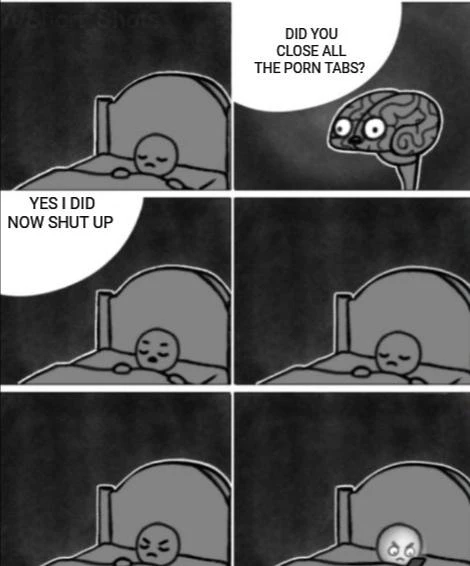 DID YOU
CLOSE ALL
THE PORN TABS?
YES I DID
NOW SHUT UP